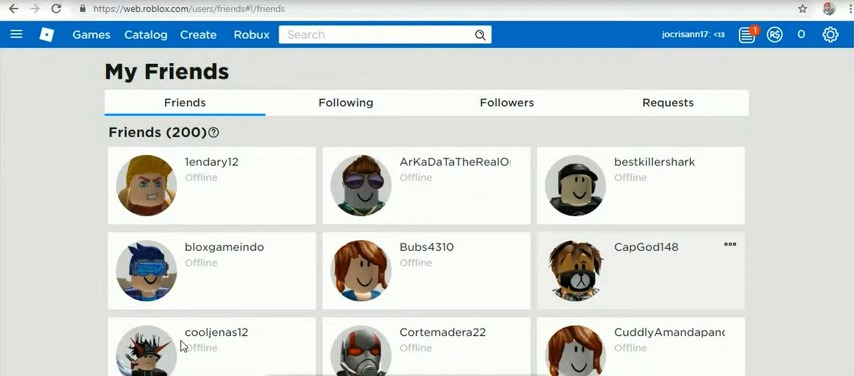 https://web.roblox.com/users/friends#!/friends
Games Catalog Create Robux Search jocrisann17: <13 1 R$ 0
My Friends
Friends Following Followers Requests
Friends (200) ?
1endary12 ArKaDaTaTheRealO bestkillershark
Offline Offline Offline
bloxgameindo Bubs4310 CapGod148
Offline Offline
cooljenas12 Cortemadera22 CuddlyAmandapanc
Offline Offline Offline